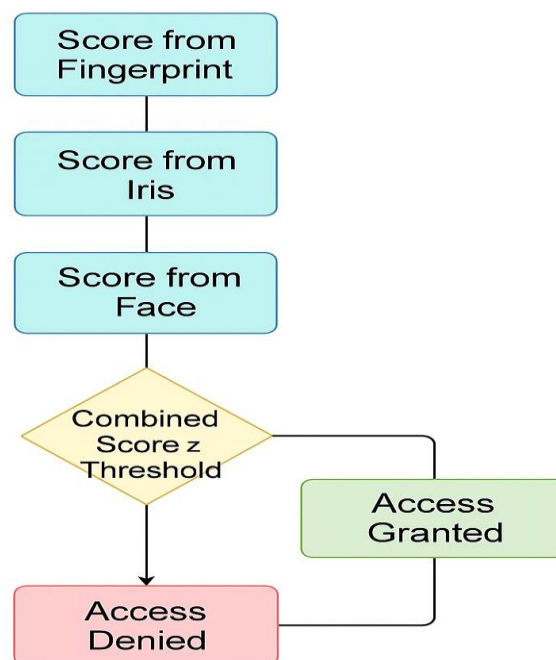 Score from
Fingerprint
Score from
Iris
Score from
Face
Combined
Score z
Threshold
Access
Granted
Access
Denied